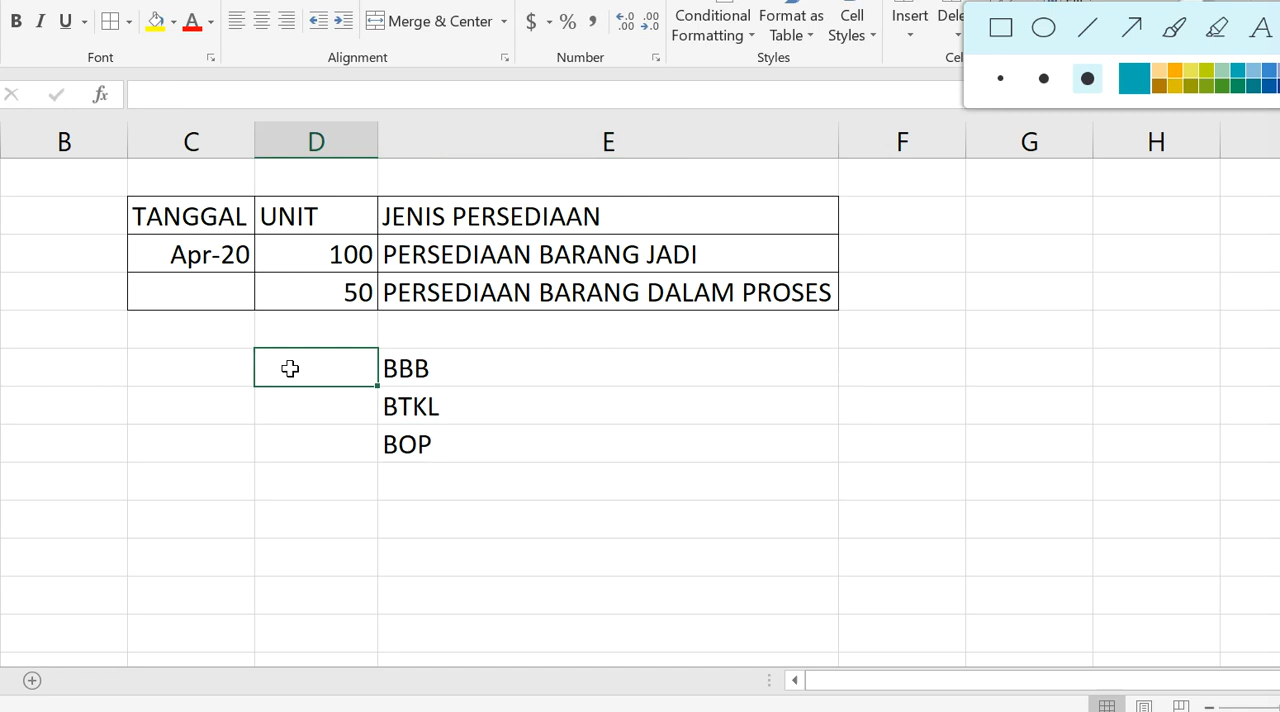 B I U A Merge & Center $ % , Conditional Format as Cell Insert
Formatting Table Styles
Font Alignment Number Styles
fx
B C D E F G H
TANGGAL UNIT JENIS PERSEDIAAN
Apr-20 100 PERSEDIAAN BARANG JADI
50 PERSEDIAAN BARANG DALAM PROSES
BBB
BTKL
BOP